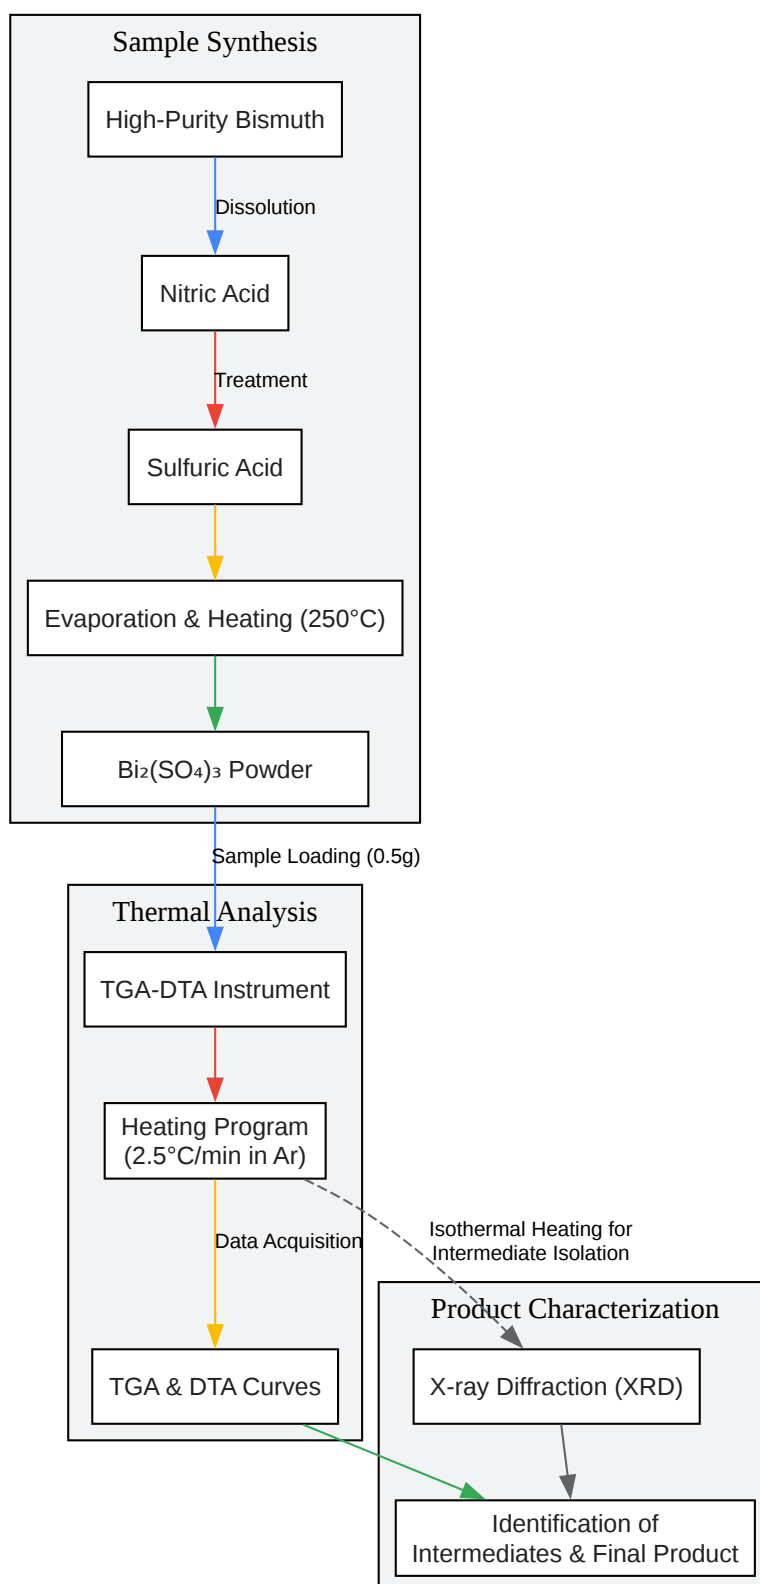 Sample Synthesis
High-Purity Bismuth
Dissolution
Nitric Acid
Treatment
Sulfuric Acid
Evaporation & Heating (250°C)
Bi₂(SO₄)₃ Powder
Sample Loading (0.5g)
Thermal Analysis
TGA-DTA Instrument
Heating Program
(2.5°C/min in Ar)
Data Acquisition
Isothermal Heating for
Intermediate Isolation
Product Characterization
TGA & DTA Curves
X-ray Diffraction (XRD)
Identification of
Intermediates & Final Product